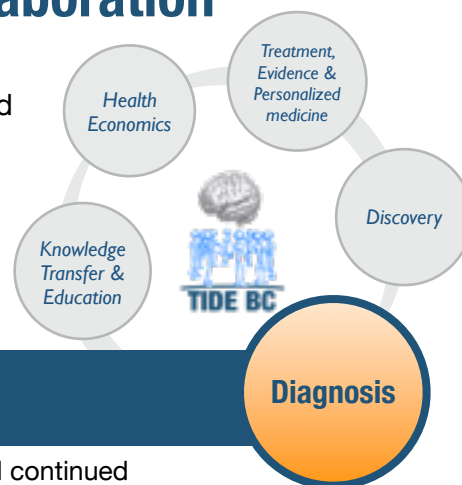 aboration
Treatment,
Evidence &
Personalized
medicine
Health
Economics
d
Discovery
Knowledge
Transfer &
Education
TIDE BC
Diagnosis
continued